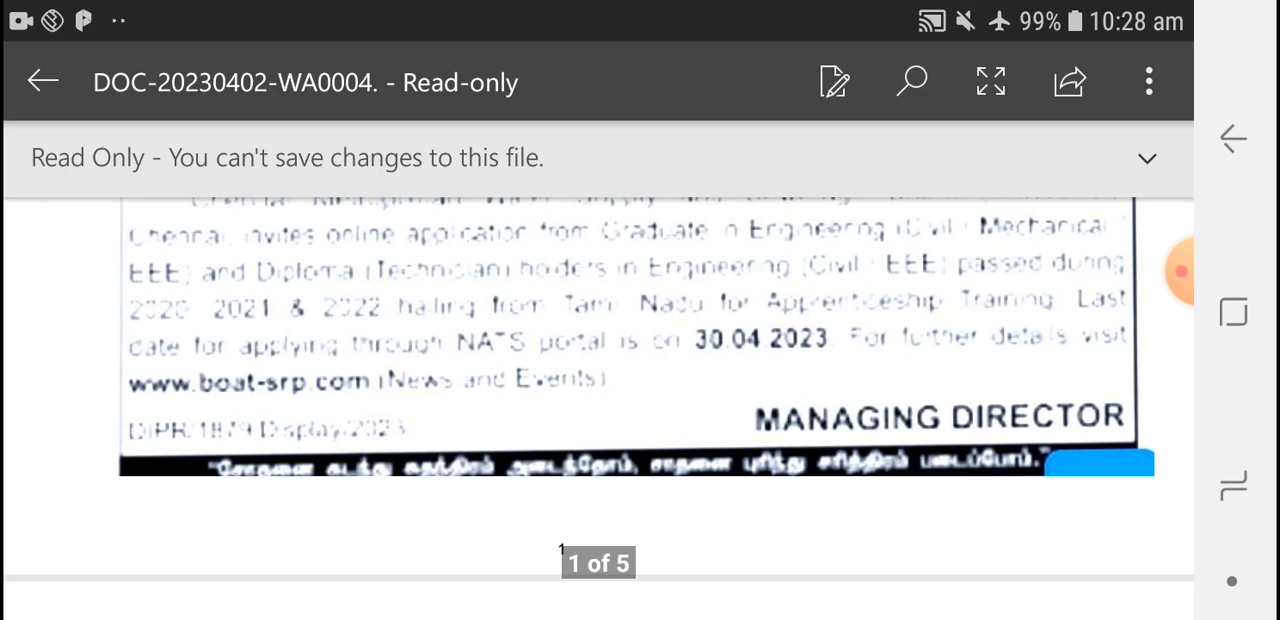 99% 10:28 am
DOC-20230402-WA0004. - Read-only
Read Only - You can't save changes to this file.
Chennai invites online application from Graduate in Engineering (Civil / Mechanical /
EEE) and Diploma (Technician) holders in Engineering (Civil / EEE) passed during
2020 2021 & 2022 hailing from Tamil Nadu for Apprenticeship Training Last
date for applying through NATS portal is on 30.04.2023 For further details visit
www.boat-srp.com (News and Events)
DIPR/1879/Display/2023
MANAGING DIRECTOR
1
1 of 5